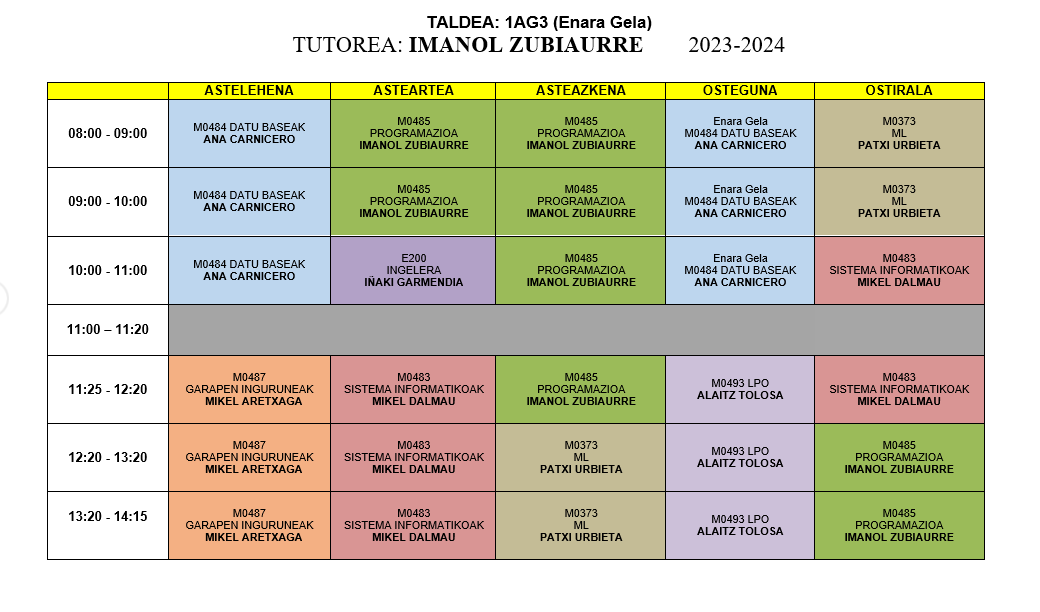 TALDEA: 1AG3 (Enara Gela)
TUTOREA: IMANOL ZUBIAURRE 2023-2024
ASTELEHENA ASTEARTEA ASTEAZKENA OSTEGUNA OSTIRALA
08:00 - 09:00
M0484 DATU BASEAK
ANA CARNICERO
M0485
PROGRAMAZIOA
IMANOL ZUBIAURRE
M0485
PROGRAMAZIOA
IMANOL ZUBIAURRE
Enara Gela
M0484 DATU BASEAK
ANA CARNICERO
M0373
ML
PATXI URBIETA
09:00 - 10:00
M0484 DATU BASEAK
ANA CARNICERO
M0485
PROGRAMAZIOA
IMANOL ZUBIAURRE
M0485
PROGRAMAZIOA
IMANOL ZUBIAURRE
Enara Gela
M0484 DATU BASEAK
ANA CARNICERO
M0373
ML
PATXI URBIETA
10:00 - 11:00
M0484 DATU BASEAK
ANA CARNICERO
E200
INGELERA
IÑAKI GARMENDIA
M0485
PROGRAMAZIOA
IMANOL ZUBIAURRE
Enara Gela
M0484 DATU BASEAK
ANA CARNICERO
M0483
SISTEMA INFORMATIKOAK
MIKEL DALMAU
11:00 – 11:20
11:25 - 12:20
M0487
GARAPEN INGURUNEAK
MIKEL ARETXAGA
M0483
SISTEMA INFORMATIKOAK
MIKEL DALMAU
M0485
PROGRAMAZIOA
IMANOL ZUBIAURRE
M0493 LPO
ALAITZ TOLOSA
M0483
SISTEMA INFORMATIKOAK
MIKEL DALMAU
12:20 - 13:20
M0487
GARAPEN INGURUNEAK
MIKEL ARETXAGA
M0483
SISTEMA INFORMATIKOAK
MIKEL DALMAU
M0373
ML
PATXI URBIETA
M0493 LPO
ALAITZ TOLOSA
M0485
PROGRAMAZIOA
IMANOL ZUBIAURRE
13:20 - 14:15
M0487
GARAPEN INGURUNEAK
MIKEL ARETXAGA
M0483
SISTEMA INFORMATIKOAK
MIKEL DALMAU
M0373
ML
PATXI URBIETA
M0493 LPO
ALAITZ TOLOSA
M0485
PROGRAMAZIOA
IMANOL ZUBIAURRE